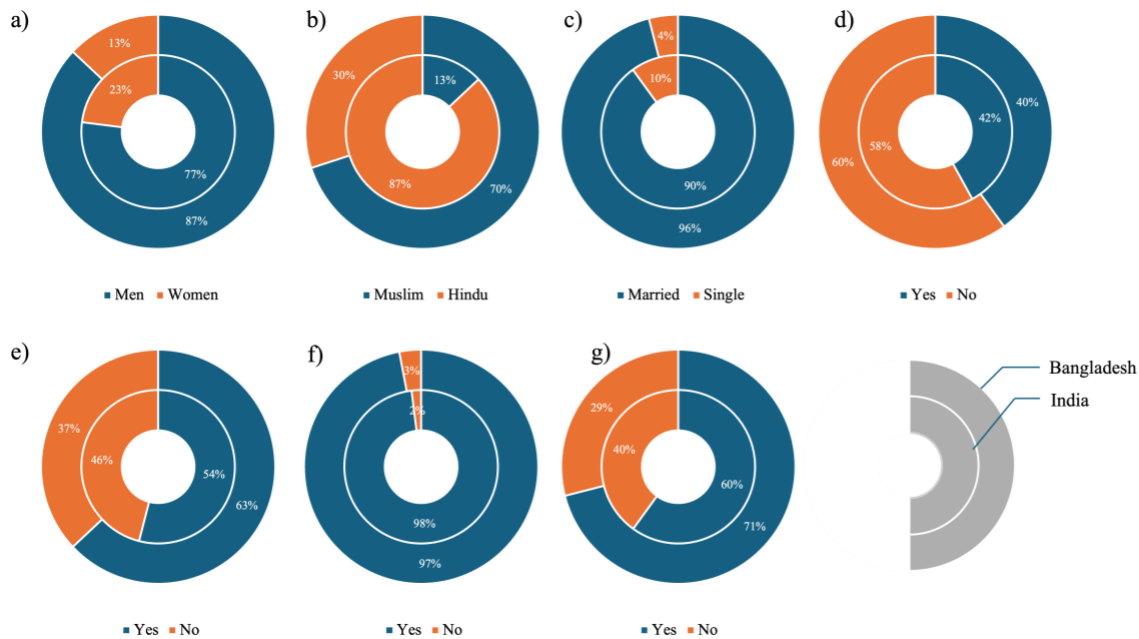 a)
13%
23%
77%
87%
Men Women
b)
30%
13%
87%
70%
Muslim Hindu
c)
4%
10%
90%
96%
Married Single
d)
40%
42%
58%
60%
Yes No
e)
37%
46%
54%
63%
Yes No
f)
3%
2%
98%
97%
Yes No
g)
29%
40%
60%
71%
Yes No
Bangladesh
India